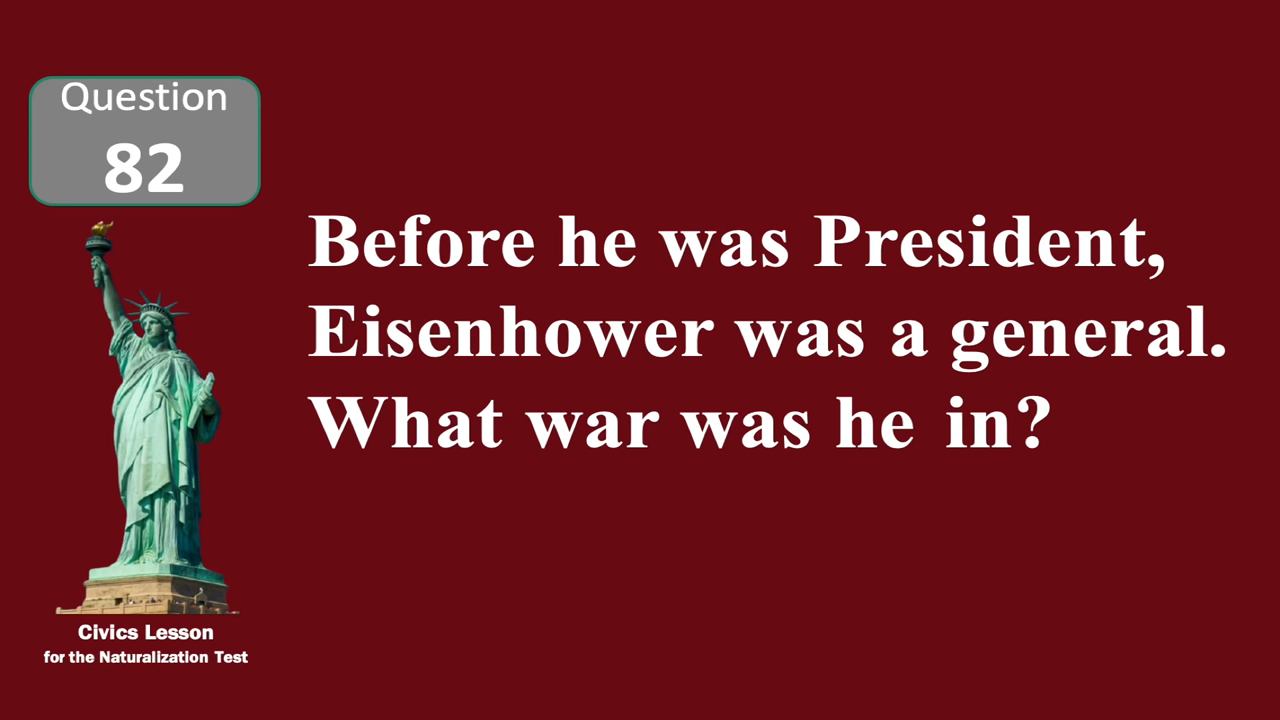 Question
82
Before he was President,
Eisenhower was a general.
What war was he in?
Civics Lesson
for the Naturalization Test